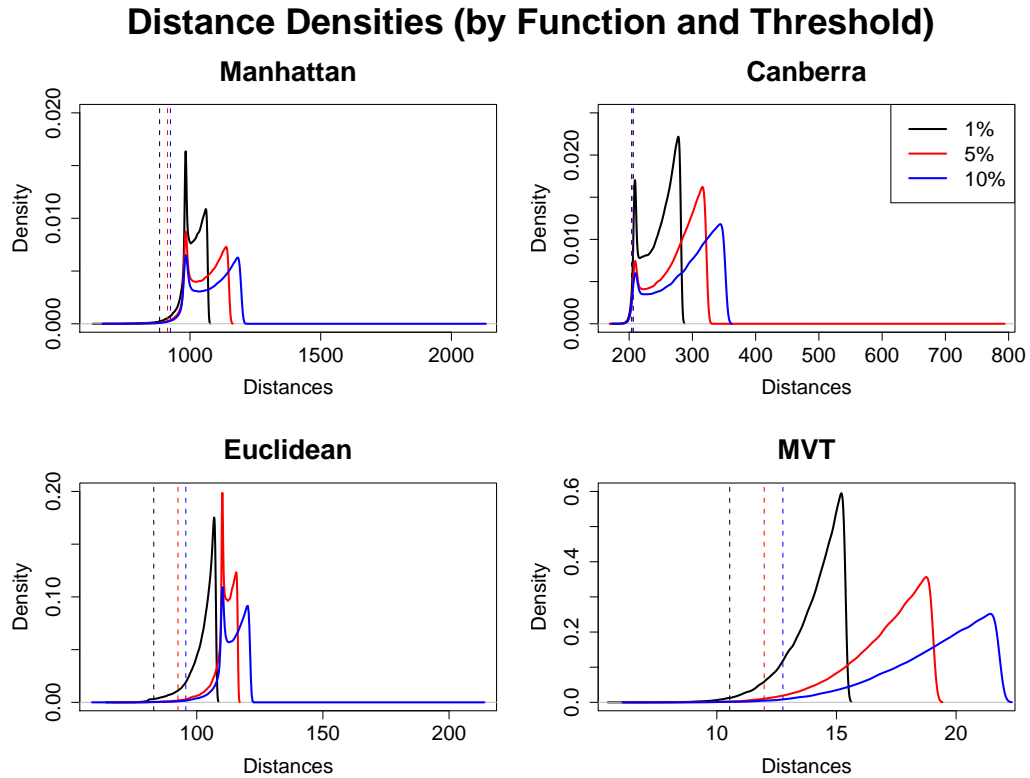 Distance Densities (by Function and Threshold)
Manhattan
Density
0.000
0.010
0.020
1000
1500
2000
Distances
Canberra
Density
0.000
0.010
0.020
200
300
400
500
600
700
800
Distances
1%
5%
10%
Euclidean
Density
0.00
0.10
0.20
100
150
200
Distances
MVT
Density
0.0
0.2
0.4
0.6
10
15
20
Distances